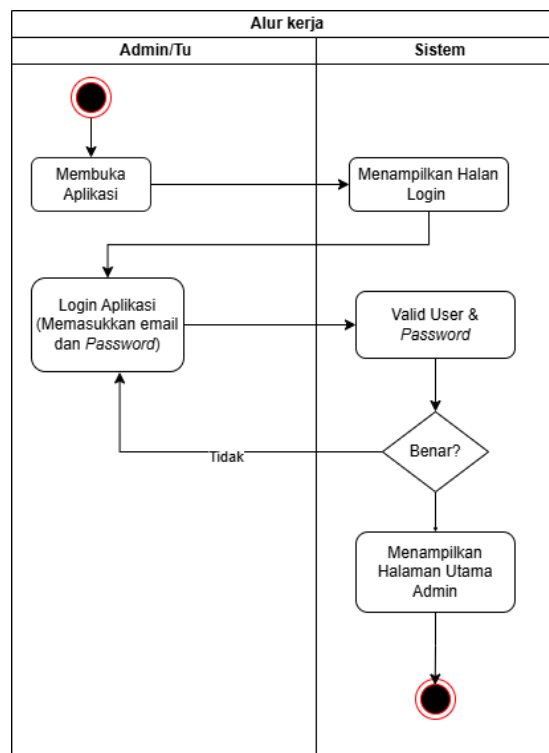 Alur kerja
Admin/Tu
Sistem
Membuka
Aplikasi
Menampilkan Halan
Login
Login Aplikasi
(Memasukkan email
dan Password)
Valid User &
Password
Benar?
Tidak
Menampilkan
Halaman Utama
Admin